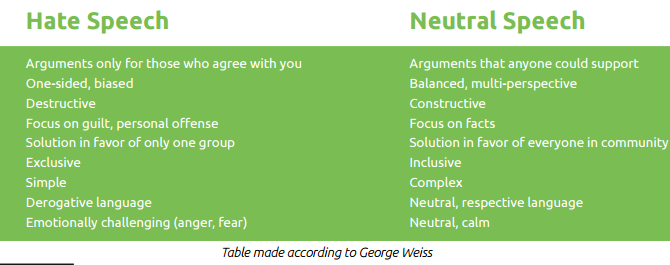 Hate Speech Neutral Speech
Arguments only for those who agree with you Arguments that anyone could support
One-sided, biased Balanced, multi-perspective
Destructive Constructive
Focus on guilt, personal offense Focus on facts
Solution in favor of only one group Solution in favor of everyone in community
Exclusive Inclusive
Simple Complex
Derogative language Neutral, respective language
Emotionally challenging (anger, fear) Neutral, calm
Table made according to George Weiss